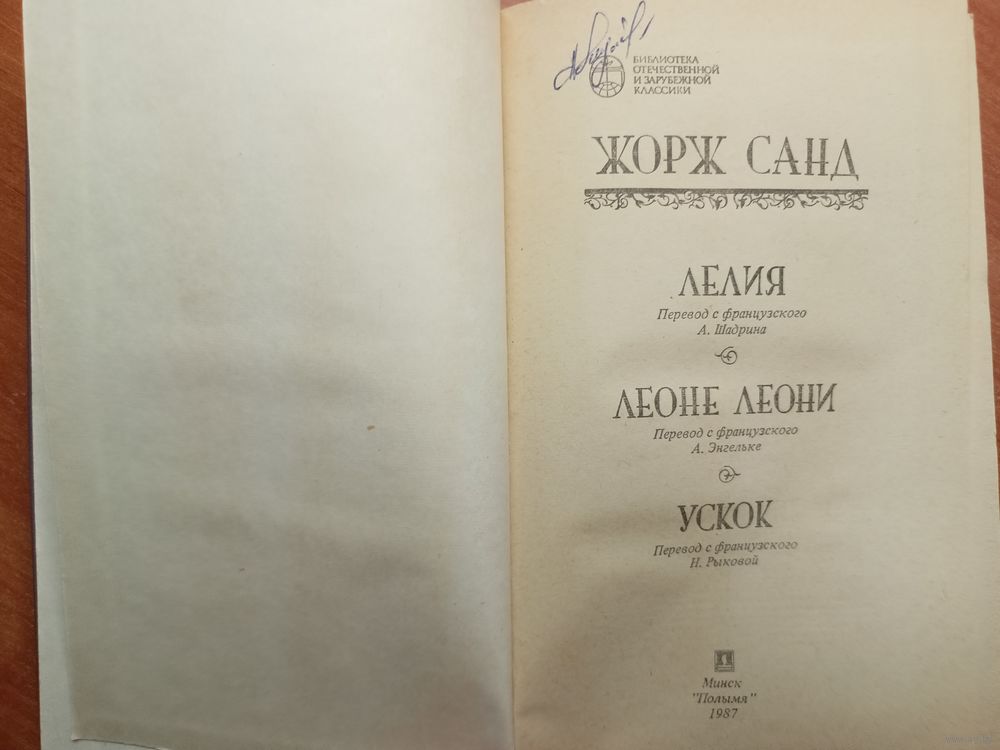 БИБЛИОТЕКА
ОТЕЧЕСТВЕННОЙ
И ЗАРУБЕЖНОЙ
КЛАССИКИ
ЖОРЖ САНД
ЛЕЛИЯ
Перевод с французского
А. Шадрина
ЛЕОНЕ ЛЕОНИ
Перевод с французского
А. Энгельке
УСКОК
Перевод с французского
Н. Рыковой
Минск
"Полымя"
1987